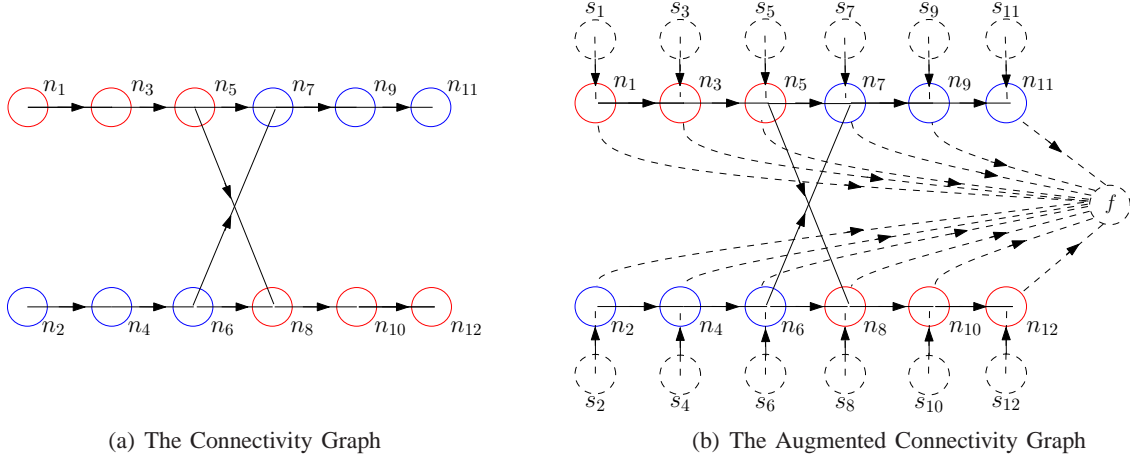 s₁ s₃ s₅ s₇ s₉ s₁₁
n₁ n₃ n₅ n₇ n₉ n₁₁
n₁ n₃ n₅ n₇ n₉ n₁₁
f
n₂ n₄ n₆ n₈ n₁₀ n₁₂
n₂ n₄ n₆ n₈ n₁₀ n₁₂
s₂ s₄ s₆ s₈ s₁₀ s₁₂
(a) The Connectivity Graph
(b) The Augmented Connectivity Graph